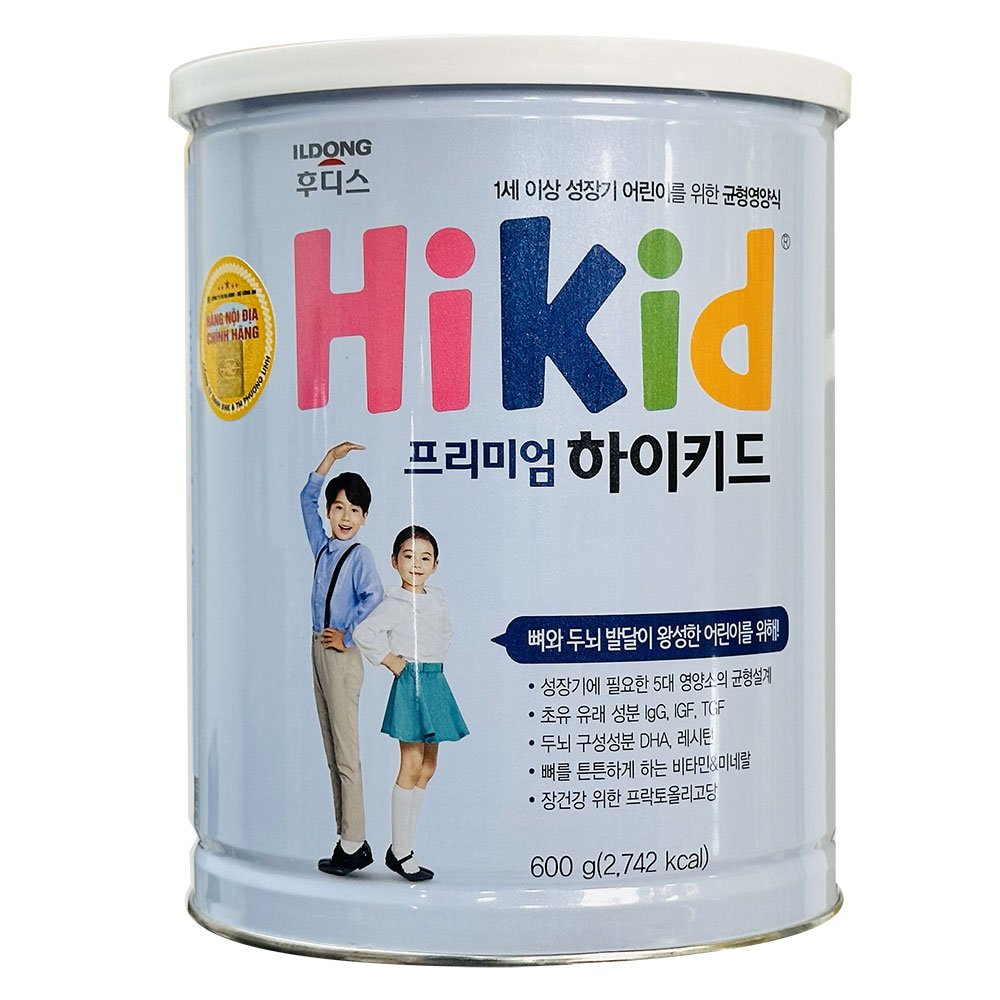 ILDONG
후디스
1세 이상 성장기 어린이를 위한 균형영양식
Hikid®
프리미엄 하이키드
HÀNG NỘI ĐỊA
CHÍNH HÃNG
뼈와 두뇌 발달이 왕성한 어린이를 위해!
• 성장기에 필요한 5대 영양소의 균형설계
• 초유 유래 성분 IgG, IGF, TGF
• 두뇌 구성성분 DHA, 레시틴
• 뼈를 튼튼하게 하는 비타민&미네랄
• 장건강 위한 프락토올리고당
600 g(2,742 kcal)